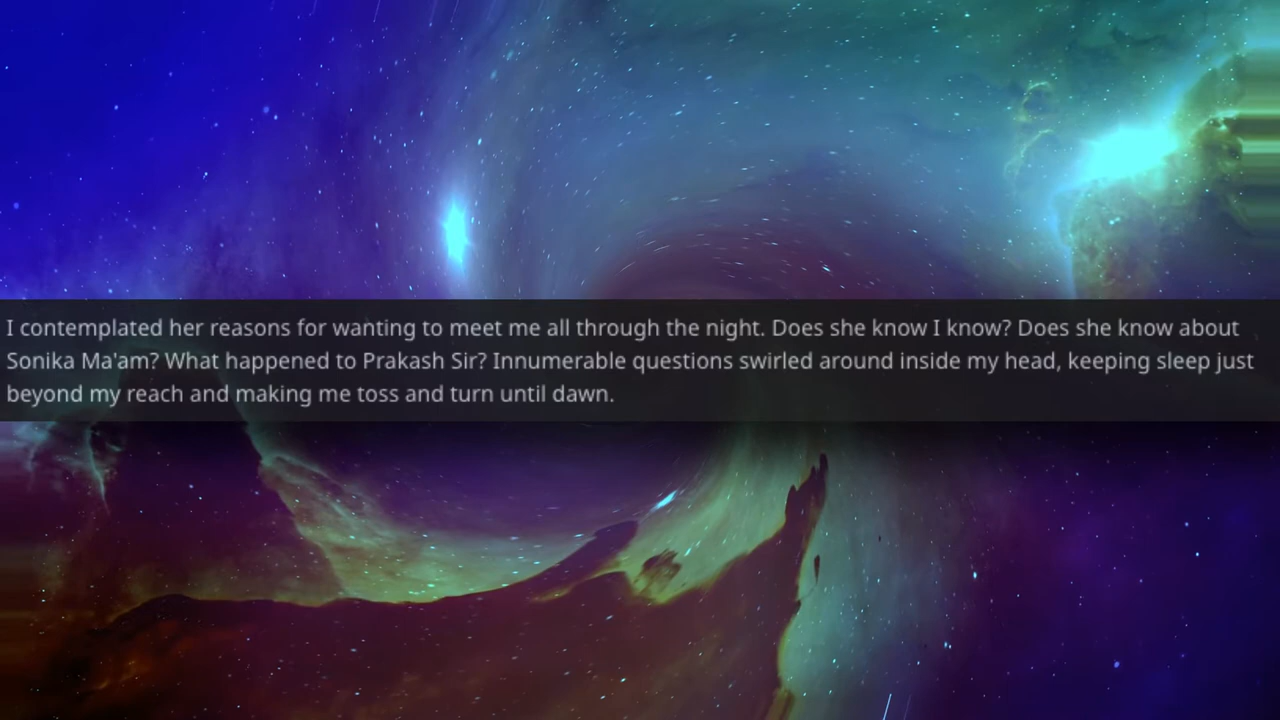 I contemplated her reasons for wanting to meet me all through the night. Does she know I know? Does she know about
Sonika Ma'am? What happened to Prakash Sir? Innumerable questions swirled around inside my head, keeping sleep just
beyond my reach and making me toss and turn until dawn.